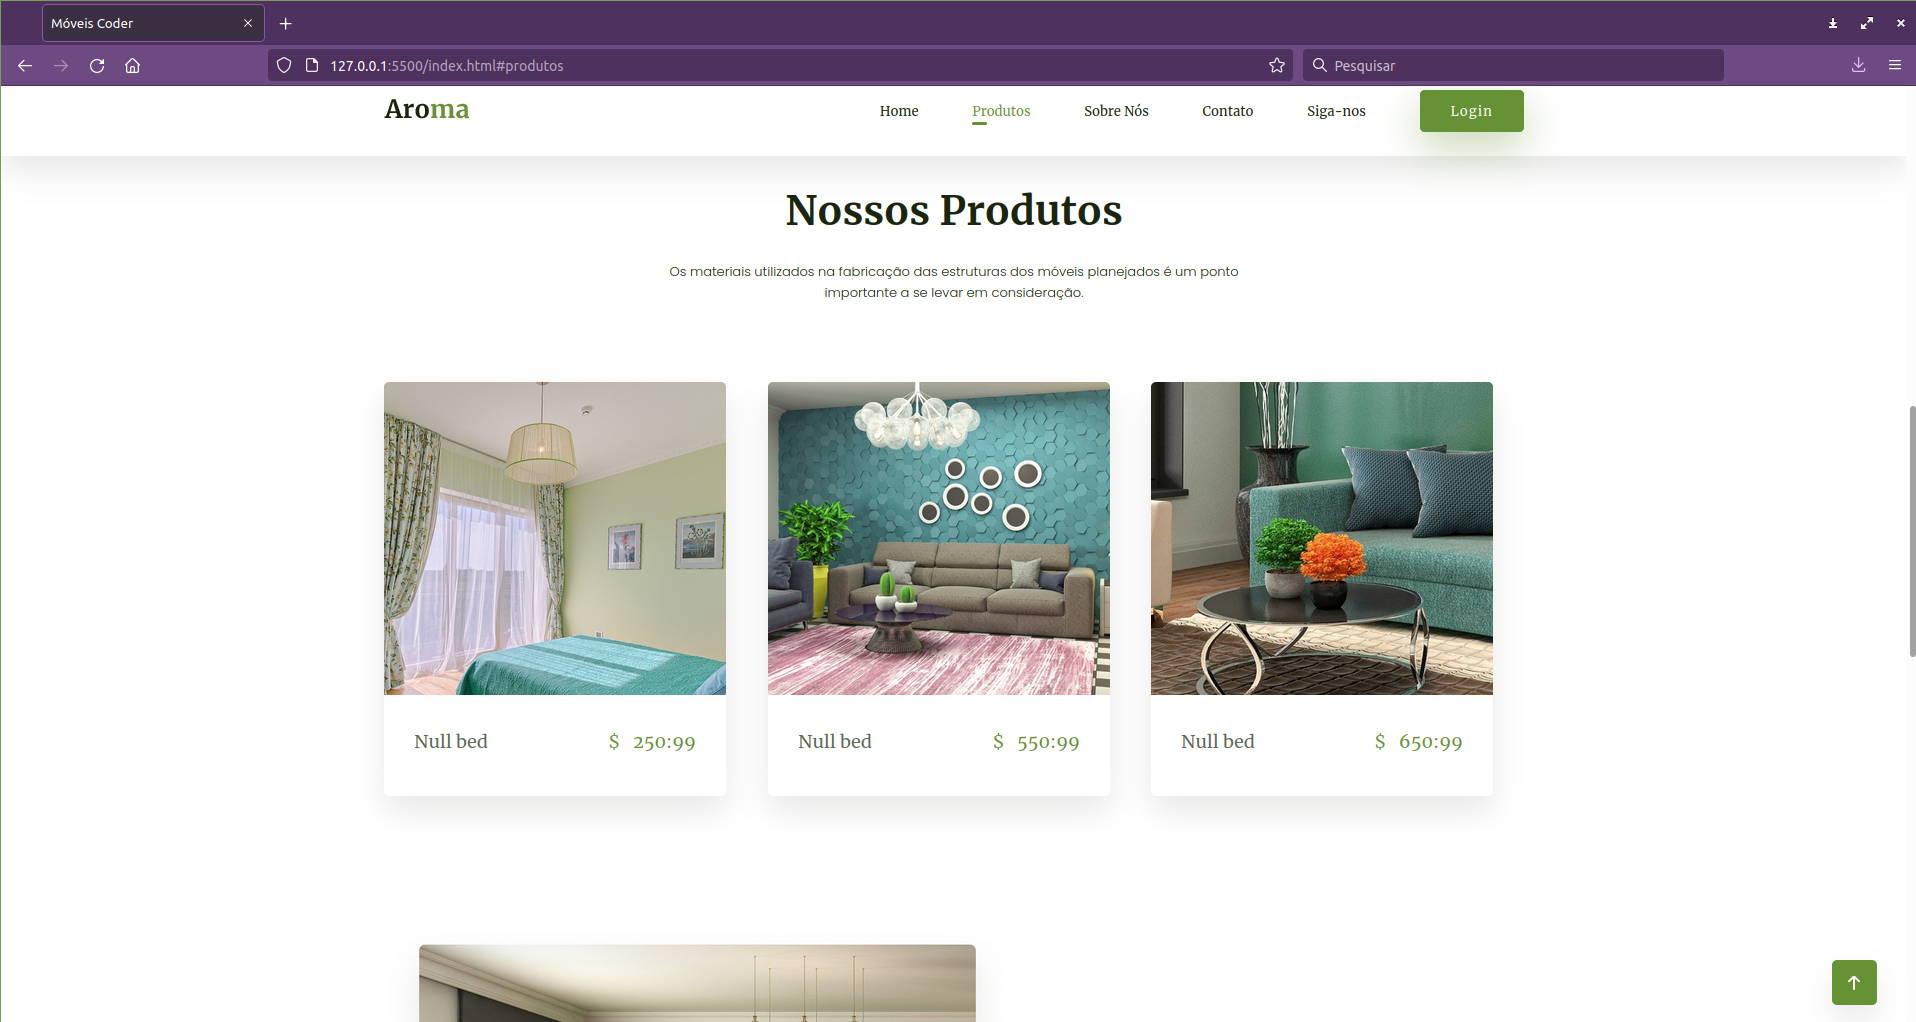 Móveis Coder
127.0.0.1:5500/index.html#produtos
Pesquisar
Aroma
Home Produtos Sobre Nós Contato Siga-nos Login
Nossos Produtos
Os materiais utilizados na fabricação das estruturas dos móveis planejados é um ponto
importante a se levar em consideração.
Null bed $ 250:99
Null bed $ 550:99
Null bed $ 650:99